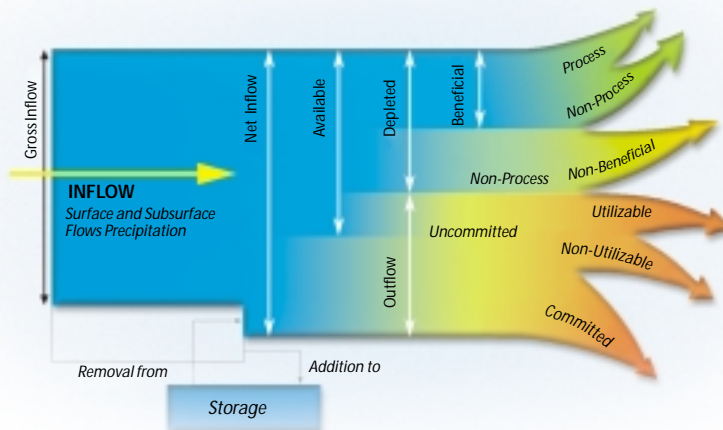 Gross Inflow
INFLOW
Surface and Subsurface
Flows Precipitation
Net Inflow
Available
Depleted
Beneficial
Outflow
Process
Non-Process
Non-Process
Non-Beneficial
Uncommitted
Utilizable
Non-Utilizable
Committed
Removal from
Addition to
Storage